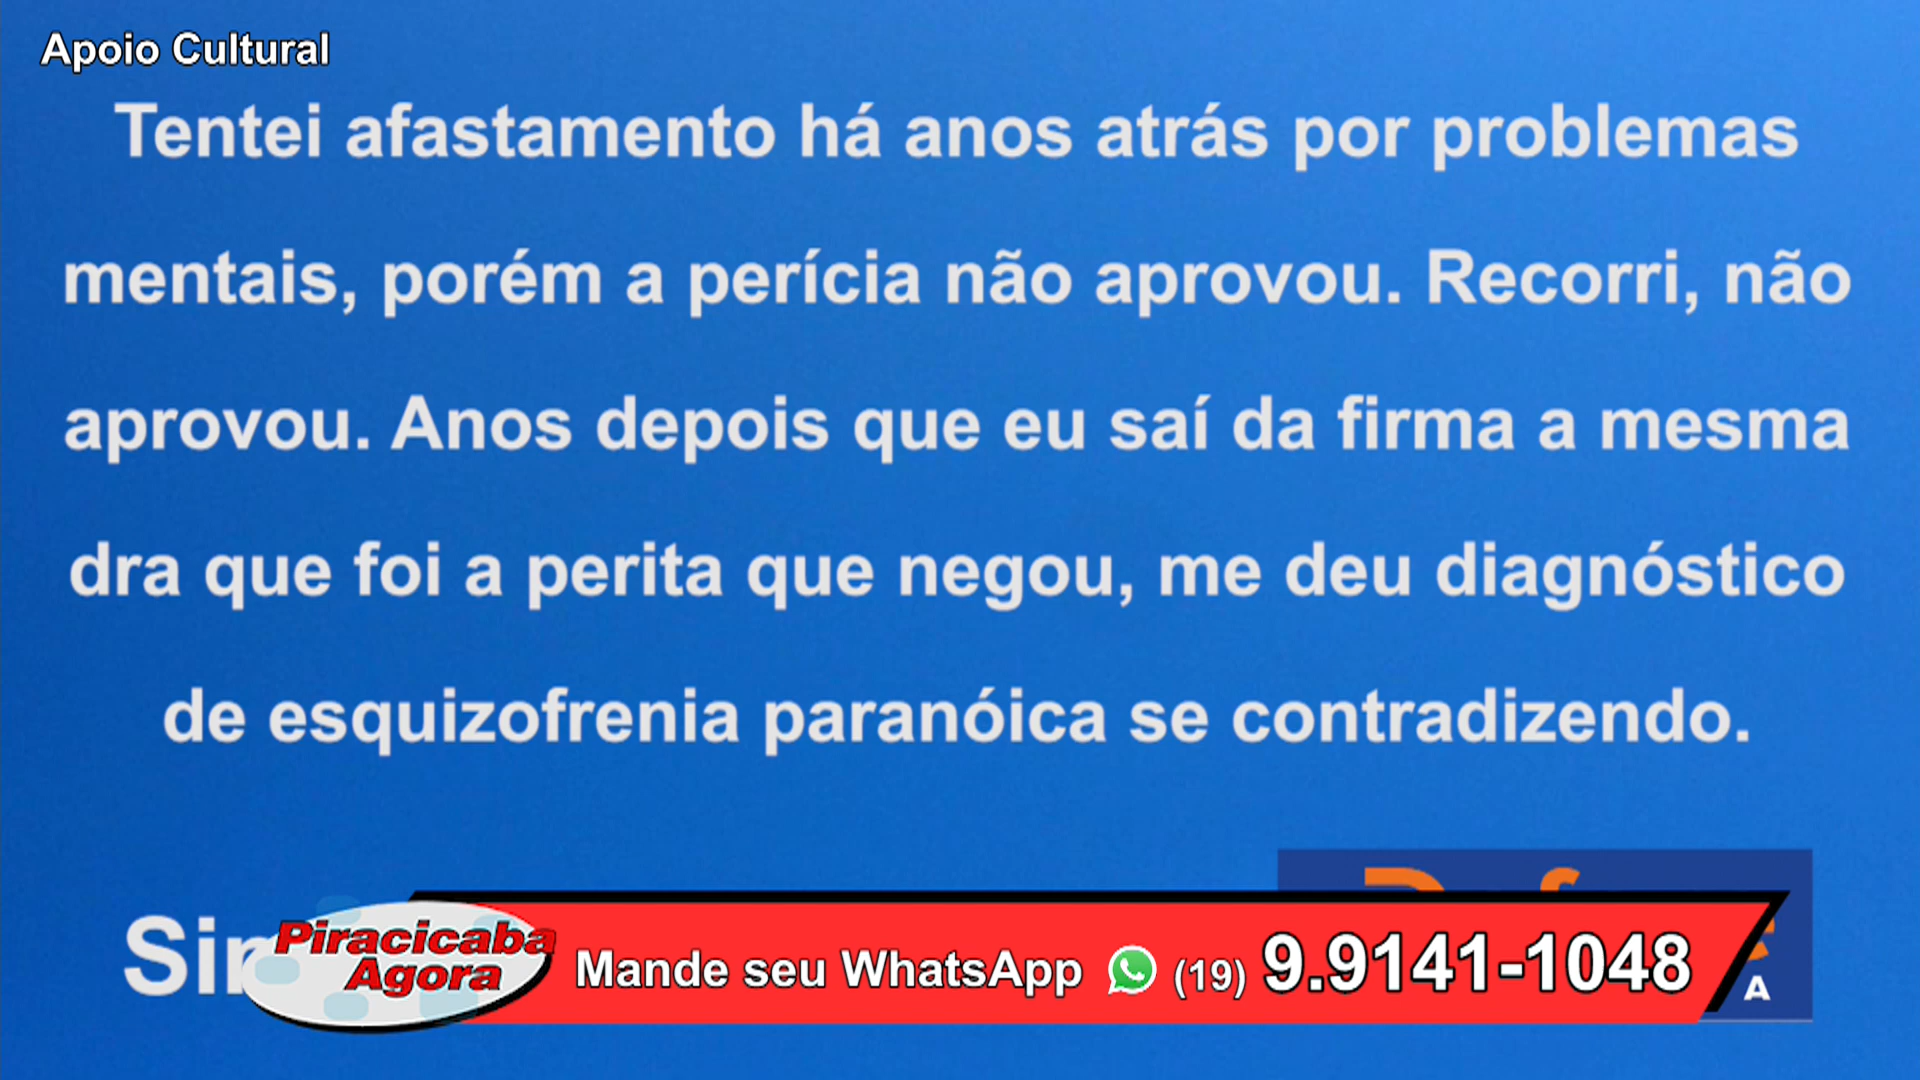 Apoio Cultural
Tentei afastamento há anos atrás por problemas
mentais, porém a perícia não aprovou. Recorri, não
aprovou. Anos depois que eu saí da firma a mesma
dra que foi a perita que negou, me deu diagnóstico
de esquizofrenia paranóica se contradizendo.
Piracicaba
Agora
Mande seu WhatsApp (19) 9.9141-1048